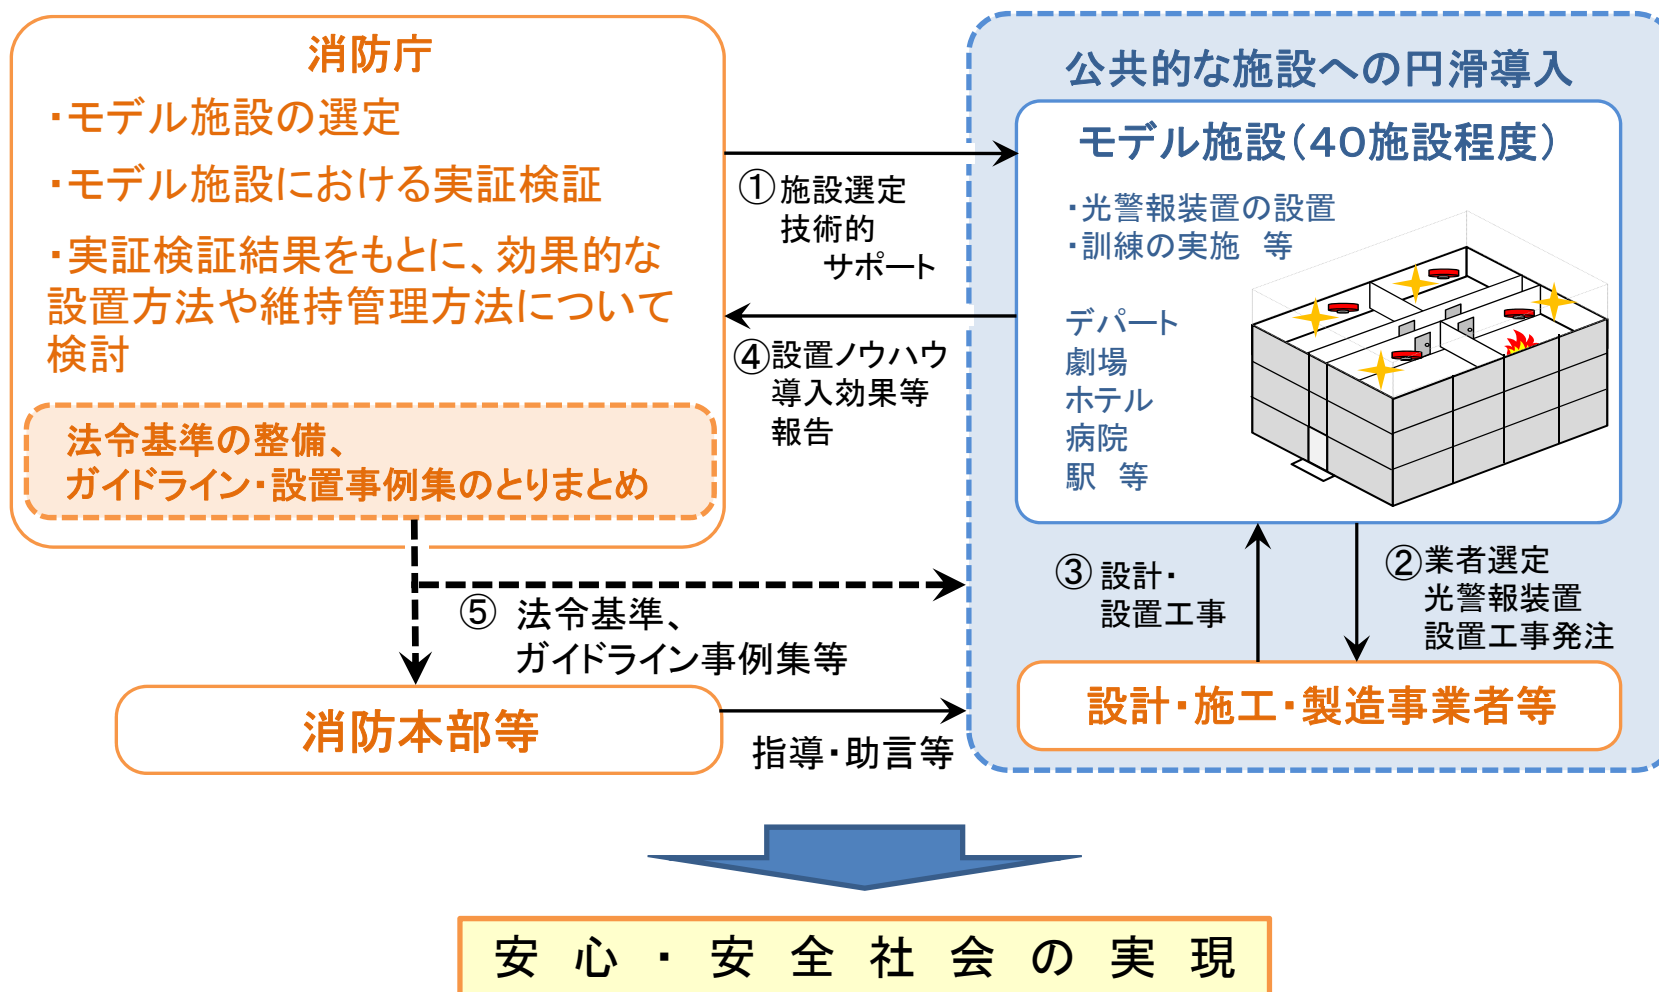 消防庁
・モデル施設の選定
・モデル施設における実証検証
・実証検証結果をもとに、効果的な
設置方法や維持管理方法について
検討
法令基準の整備、
ガイドライン・設置事例集のとりまとめ
①施設選定
技術的
サポート
④設置ノウハウ
導入効果等
報告
公共的な施設への円滑導入
モデル施設(40施設程度)
・光警報装置の設置
・訓練の実施　等
デパート
劇場
ホテル
病院
駅　等
③設計・
設置工事
②業者選定
光警報装置
設置工事発注
⑤ 法令基準、
ガイドライン事例集等
消防本部等
指導・助言等
設計・施工・製造事業者等
安心・安全社会の実現